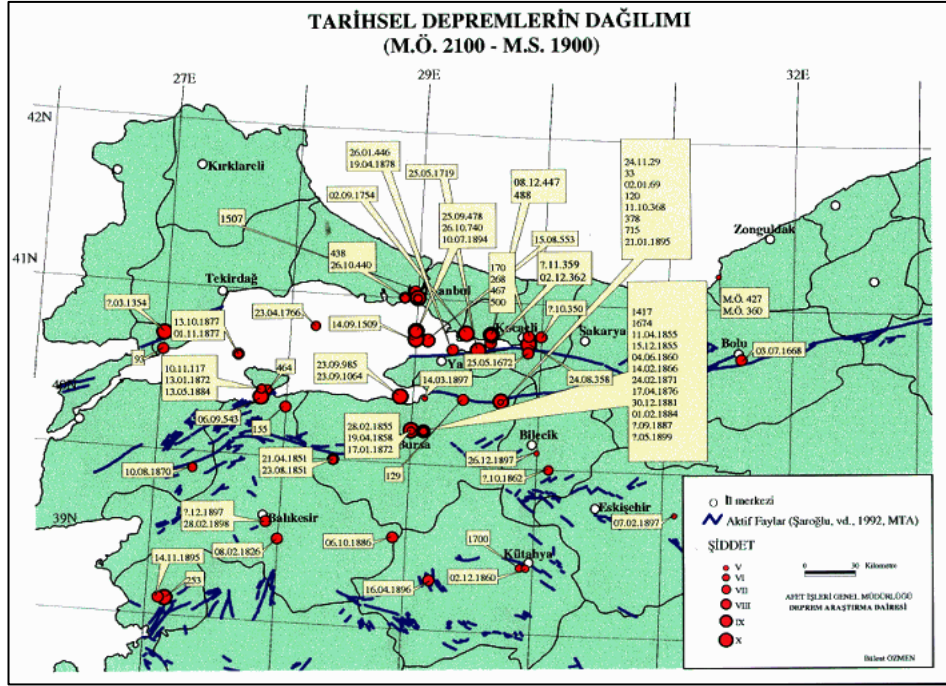 TARİHSEL DEPREMLERİN DAĞILIMI
(M.Ö. 2100 - M.S. 1900)
27E
29E
32E
42N
Kırklareli
26.01.446
19.04.1878
25.05.1719
08.12.447
488
24.11.29
33
02.01.69
120
11.10.368
378
715
21.01.1895
02.09.1754
25.09.478
26.10.740
10.07.1894
15.08.553
1507
Zonguldak
41N
438
26.10.440
170
268
467
500
?.11.359
02.12.362
Tekirdağ
M.Ö. 427
M.Ö. 360
1417
1674
11.04.1855
15.12.1855
04.06.1860
14.02.1866
24.02.1871
17.04.1876
30.12.1881
01.02.1884
?.09.1887
?.05.1899
?.03.1354
23.04.1766
14.09.1509
Kocaeli
?.10.350
Sakarya
13.10.1877
01.11.1877
93
Bolu
03.07.1668
25.05.1672
10.11.117
13.01.1872
13.05.1884
464
23.09.985
23.09.1064
14.03.1897
24.08.358
06.09.543
155
28.02.1855
19.04.1858
17.01.1872
Bursa
Bilecik
10.08.1870
21.04.1851
23.08.1851
129
26.12.1897
?.10.1862
39N
?.12.1897
28.02.1898
Balıkesir
Eskişehir
07.02.1897
08.02.1826
06.10.1886
1700
Kütahya
14.11.1895
253
16.04.1896
02.12.1860
İl merkezi
Aktif Faylar (Şaroğlu, vd., 1992, MTA)
ŞİDDET
V
VI
VII
VIII
IX
X
0 30 Kilometre
AFET İŞLERİ GENEL MÜDÜRLÜĞÜ
DEPREM ARAŞTIRMA DAİRESİ
Bülent ÖZMEN